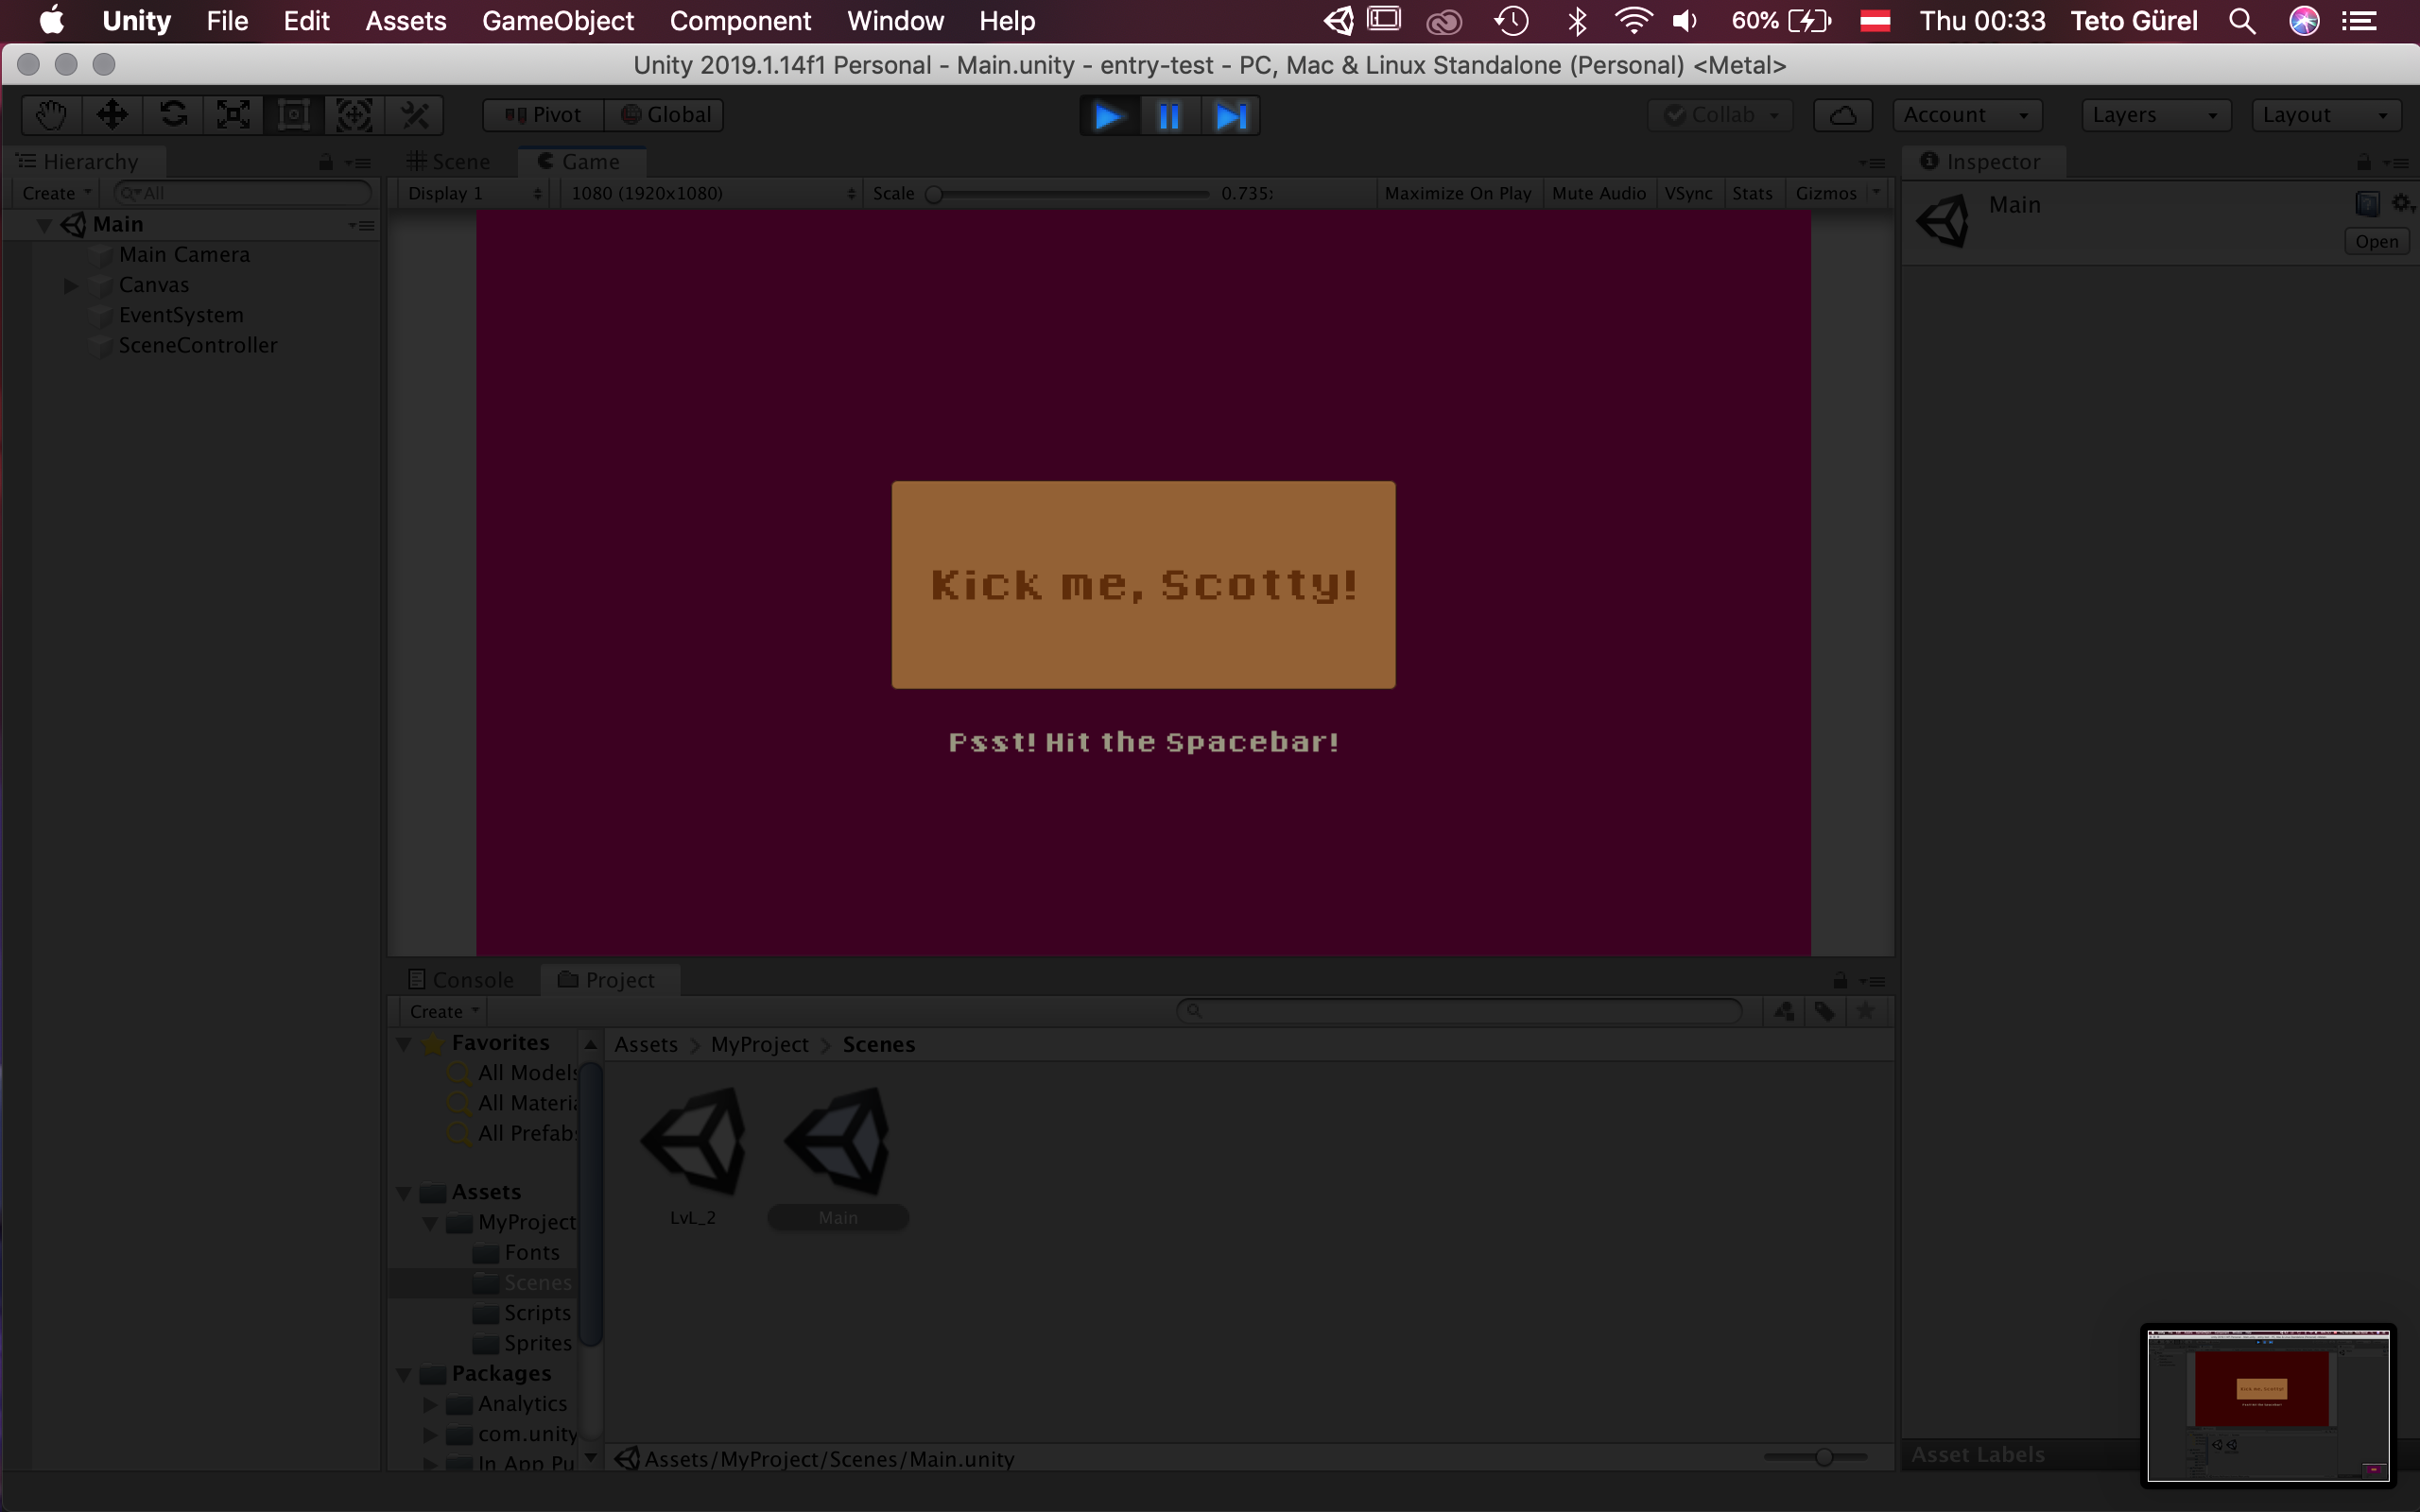 Unity File Edit Assets GameObject Component Window Help 60% Thu 00:33 Teto Gürel
Unity 2019.1.14f1 Personal - Main.unity - entry-test - PC, Mac & Linux Standalone (Personal) <Metal>
Pivot Global Collab Account Layers Layout
Hierarchy
Create All
Main
Main Camera
Canvas
EventSystem
SceneController
Scene Game
Display 1 1080 (1920x1080) Scale 0.735: Maximize On Play Mute Audio VSync Stats Gizmos
Kick me, Scotty!
Psst! Hit the Spacebar!
Inspector
Main
Open
Console Project
Create
Favorites
All Models
All Materia
All Prefabs
Assets
MyProject
Fonts
Scenes
Scripts
Sprites
Packages
Analytics
com.unity
In App Pu
Assets > MyProject > Scenes
LvL_2 Main
Assets/MyProject/Scenes/Main.unity
Asset Labels